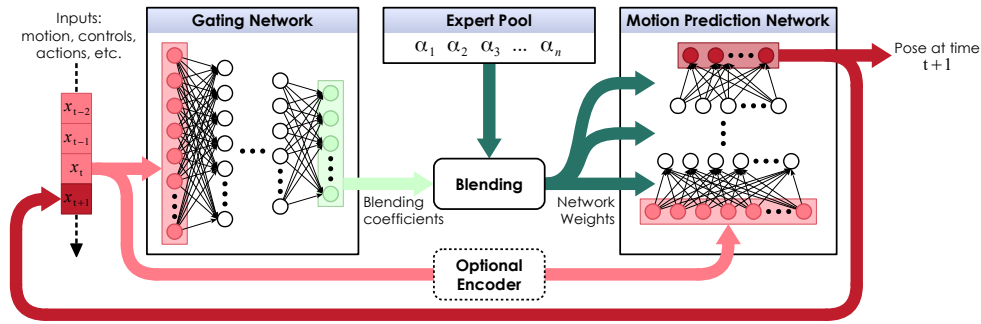 Inputs:
motion, controls,
actions, etc.
x_{t-2}
x_{t-1}
x_t
x_{t+1}
Gating Network
Blending
coefficients
Expert Pool
α_1 α_2 α_3 ... α_n
Blending
Optional
Encoder
Network
Weights
Motion Prediction Network
Pose at time
t+1